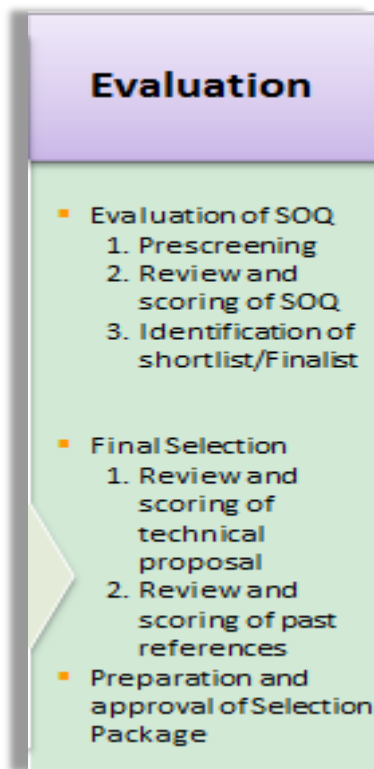 Evaluation
▪ Evaluation of SOQ
1. Prescreening
2. Review and
scoring of SOQ
3. Identification of
shortlist/Finalist
▪ Final Selection
1. Review and
scoring of
technical
proposal
2. Review and
scoring of past
references
▪ Preparation and
approval of Selection
Package